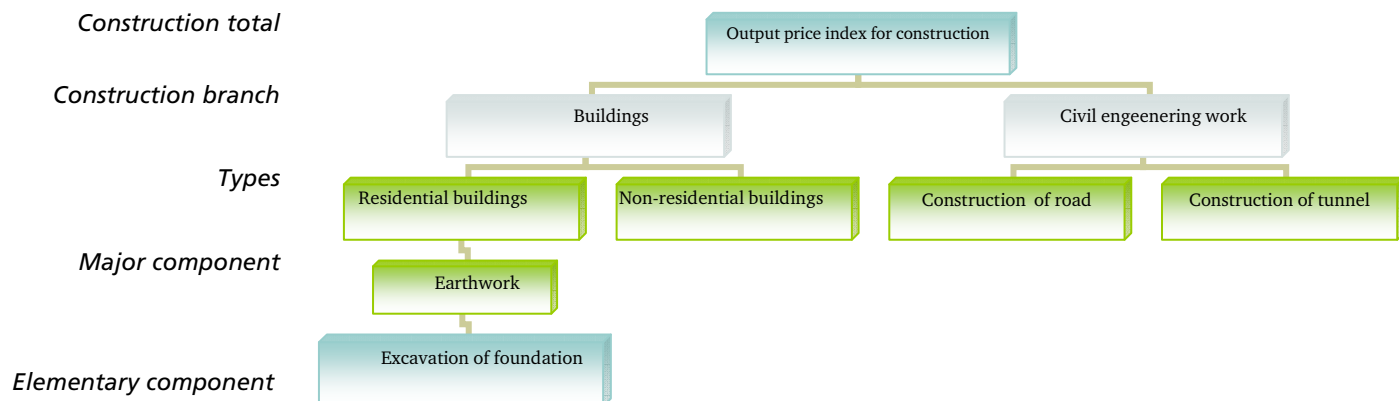 Construction total
Output price index for construction
Construction branch
Buildings
Civil engeenering work
Types
Residential buildings
Non-residential buildings
Construction of road
Construction of tunnel
Major component
Earthwork
Excavation of foundation
Elementary component